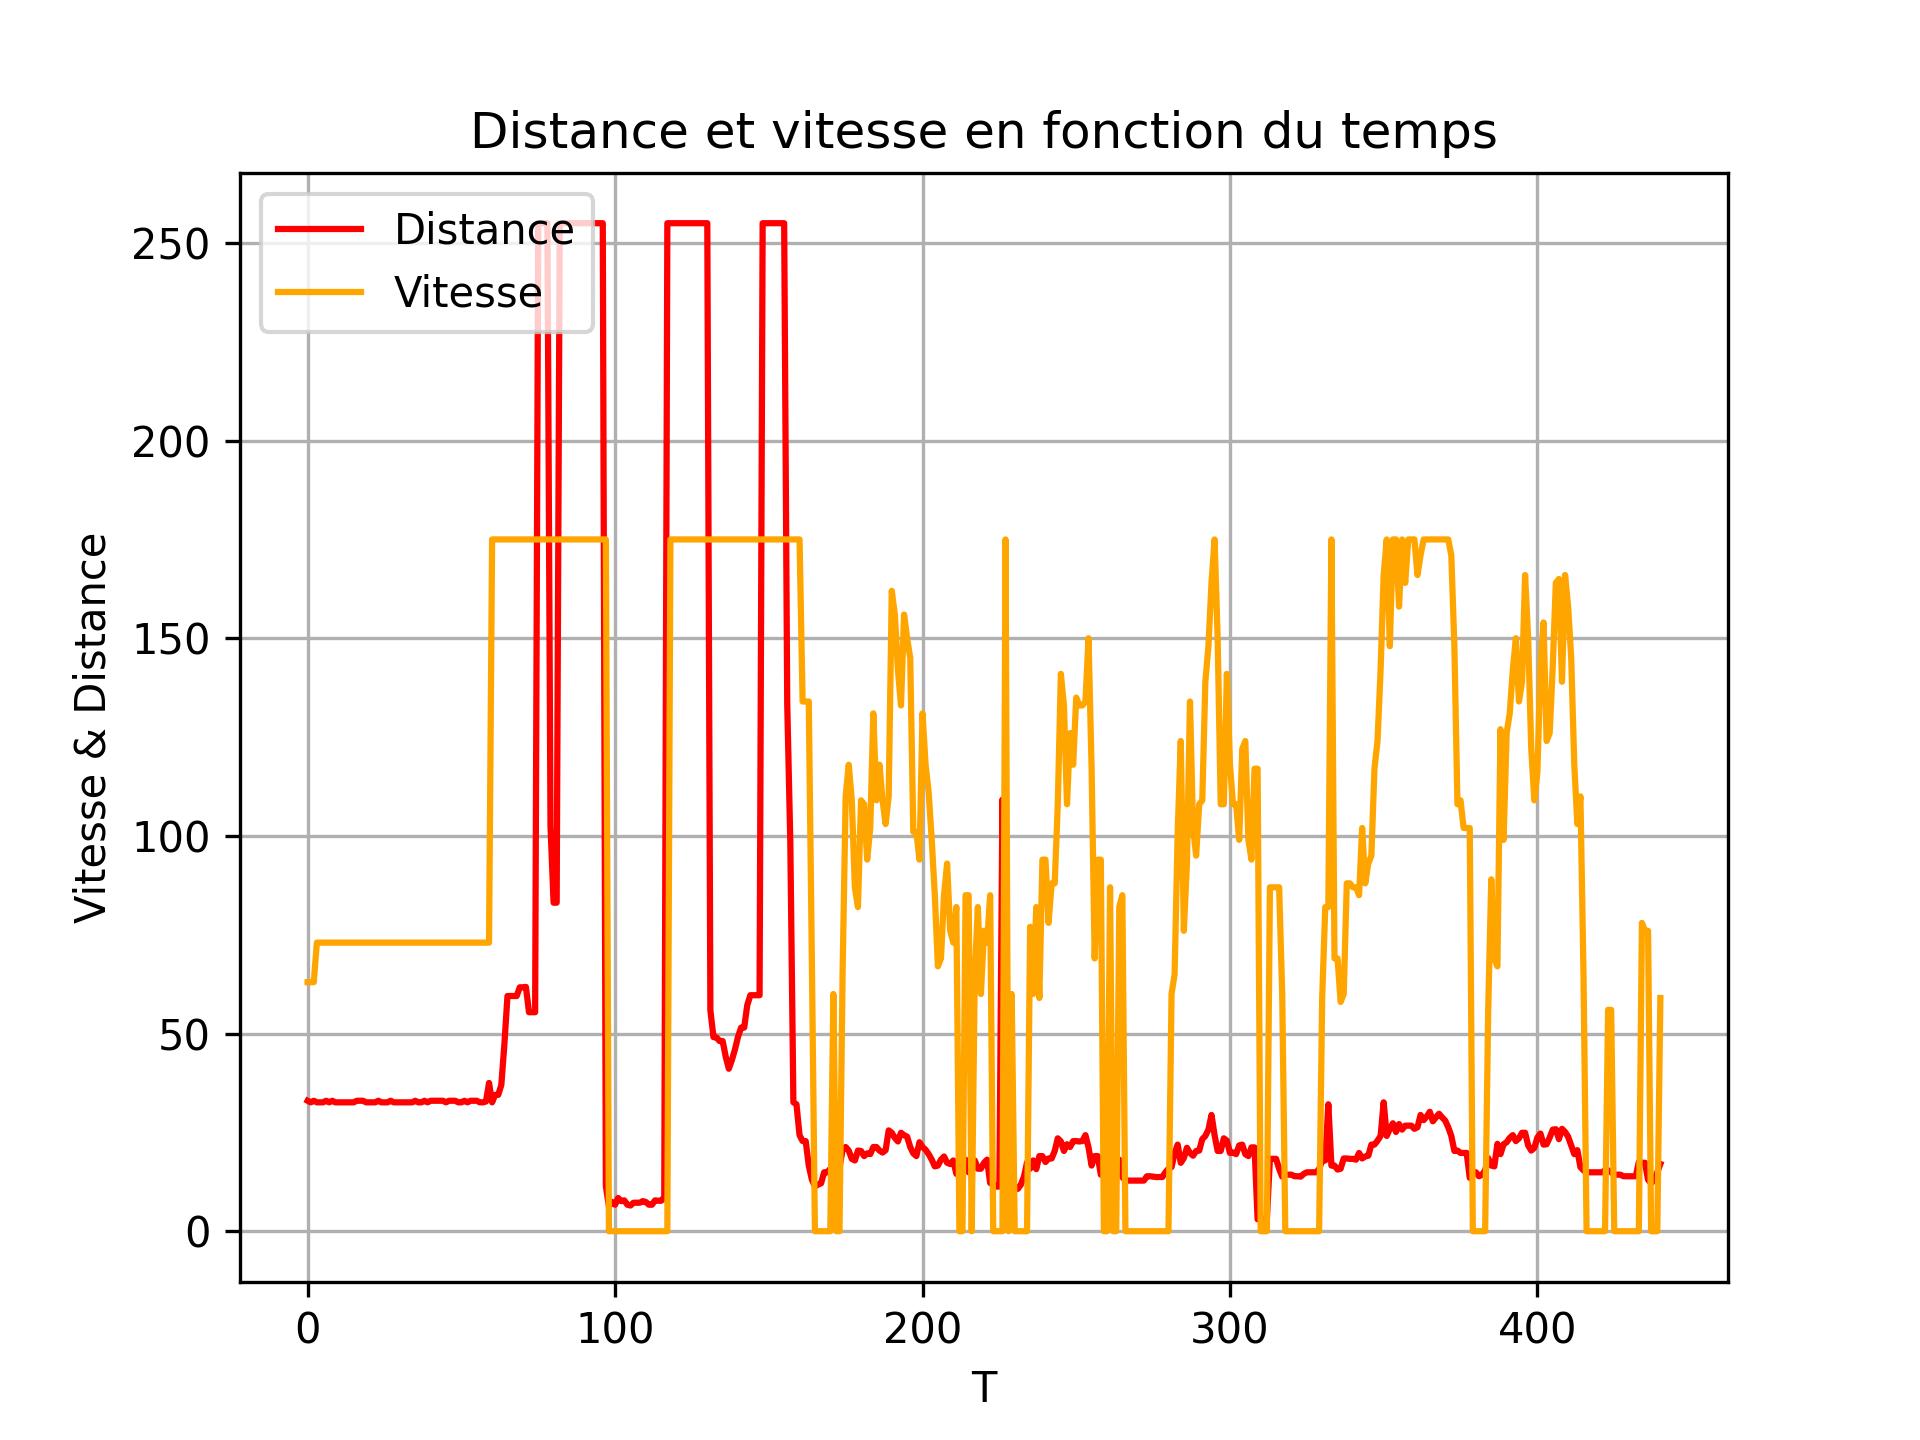 Distance et vitesse en fonction du temps
Distance
Vitesse
Vitesse & Distance
250
200
150
100
50
0
0 100 200 300 400
T